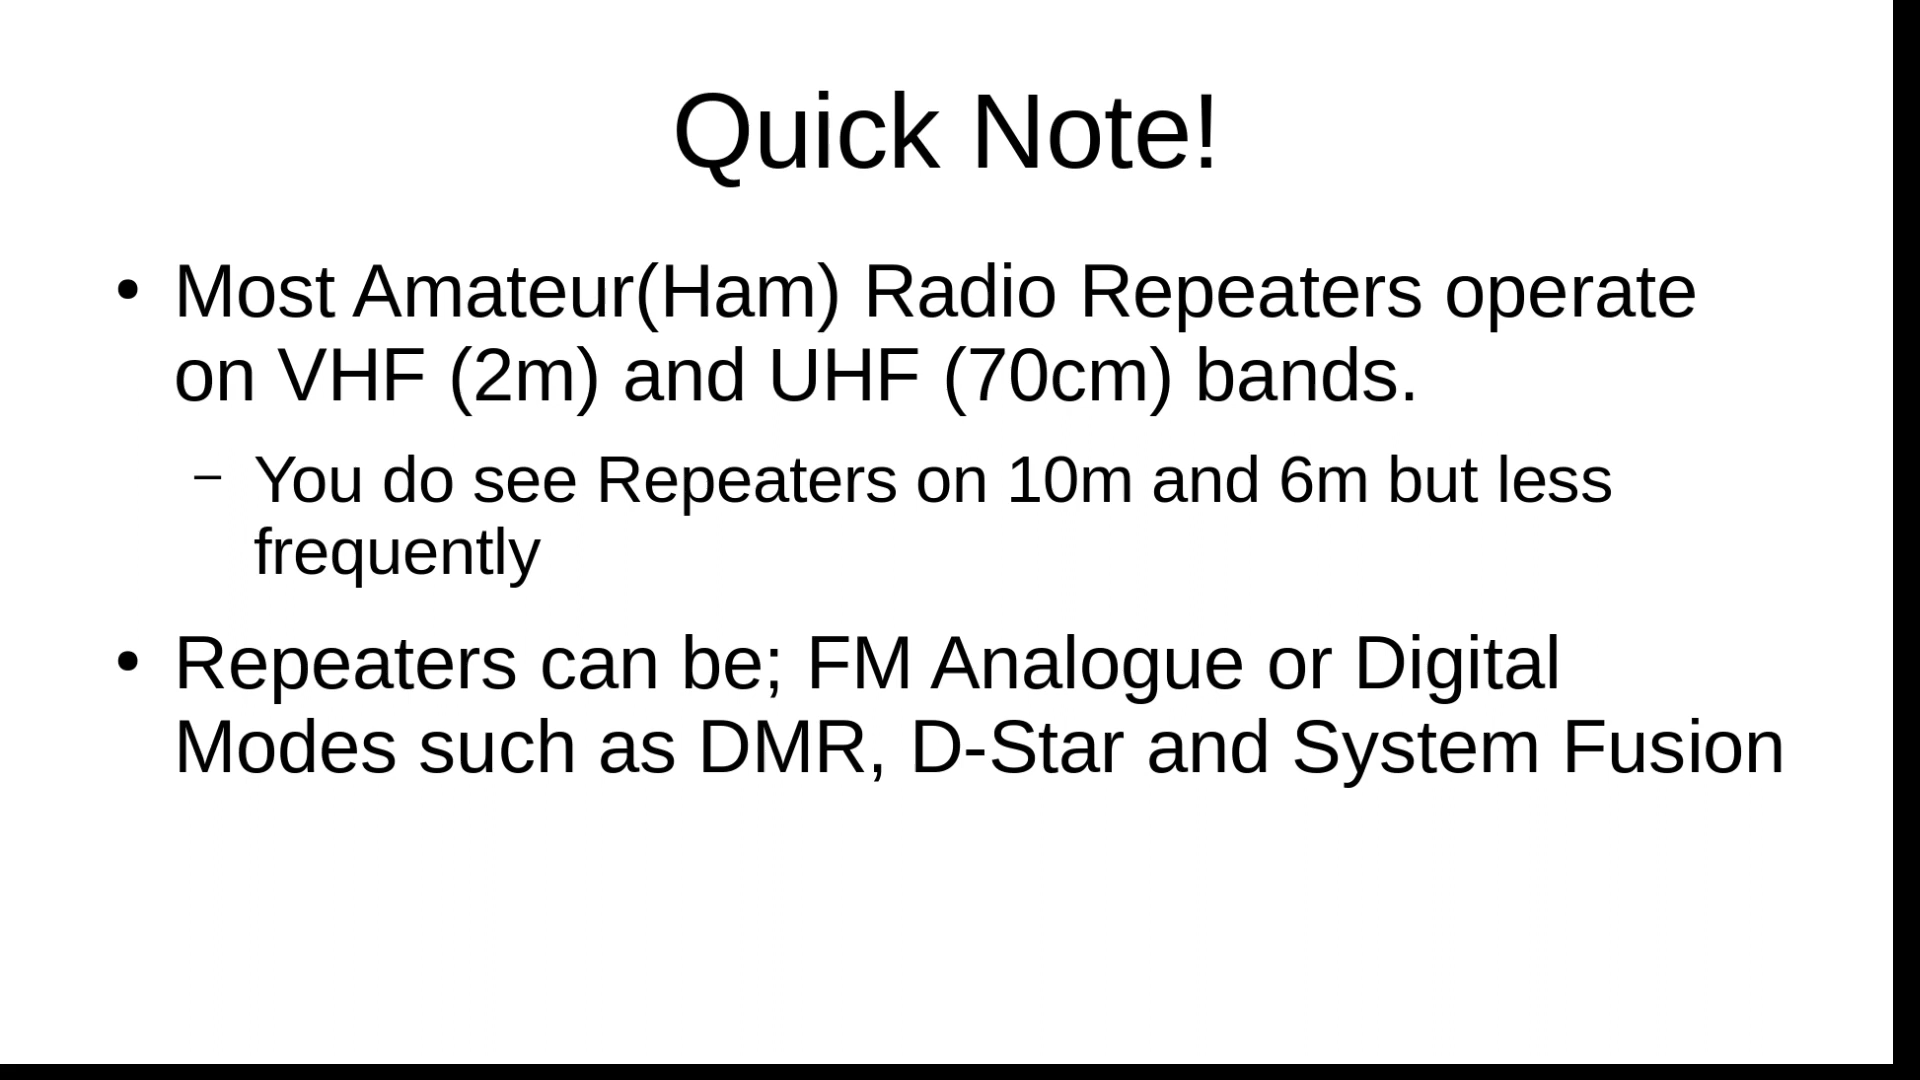 Quick Note!
• Most Amateur(Ham) Radio Repeaters operate
on VHF (2m) and UHF (70cm) bands.
– You do see Repeaters on 10m and 6m but less
frequently
• Repeaters can be; FM Analogue or Digital
Modes such as DMR, D-Star and System Fusion